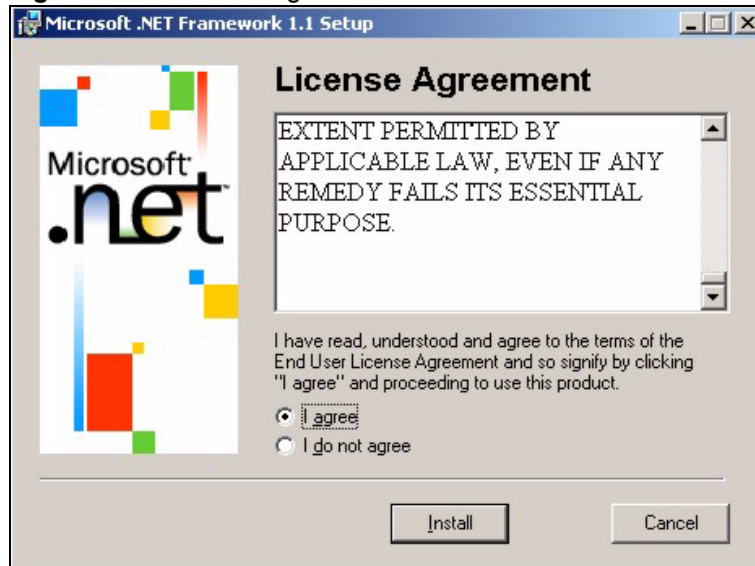 Microsoft .NET Framework 1.1 Setup
License Agreement
EXTENT PERMITTED BY
APPLICABLE LAW, EVEN IF ANY
REMEDY FAILS ITS ESSENTIAL
PURPOSE.
Microsoft
.net
I have read, understood and agree to the terms of the
End User License Agreement and so signify by clicking
"I agree" and proceeding to use this product.
I agree
I do not agree
Install
Cancel